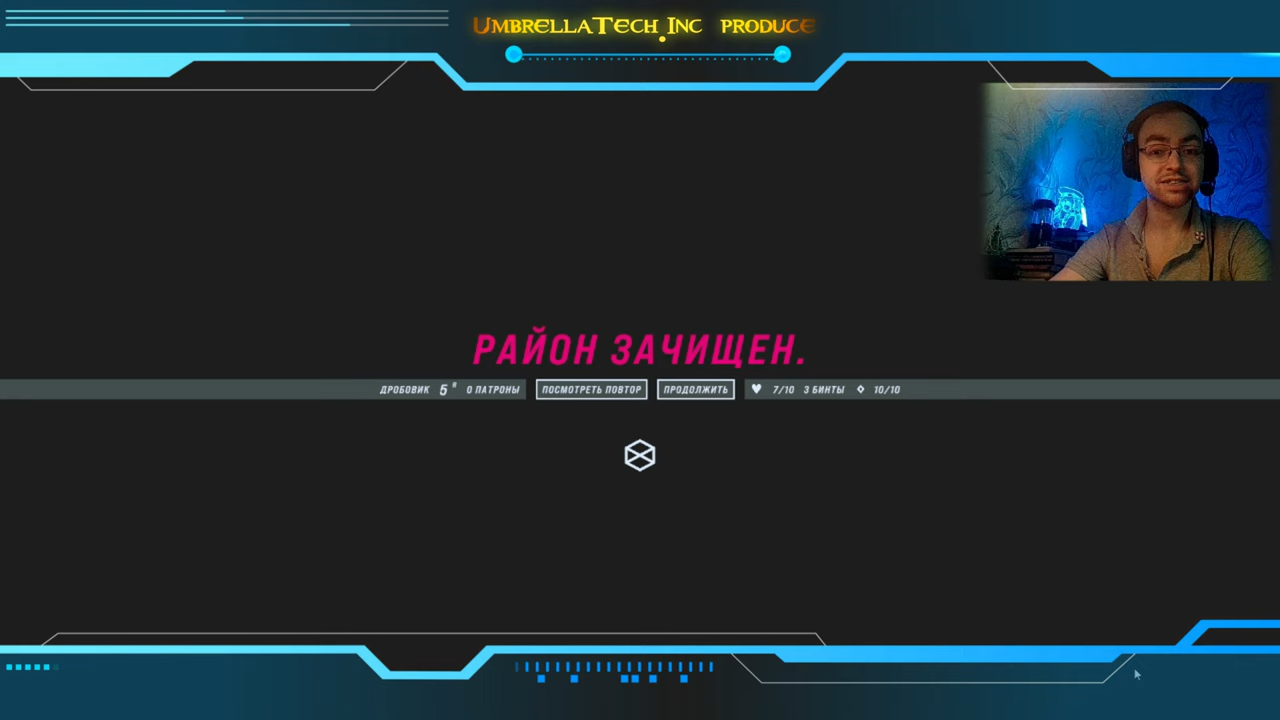 UmbrellaTech.Inc produce
РАЙОН ЗАЧИЩЕН.
ДРОБОВИК 5 0 ПАТРОНЫ ПОСМОТРЕТЬ ПОВТОР ПРОДОЛЖИТЬ 7/10 3 БИНТЫ 10/10